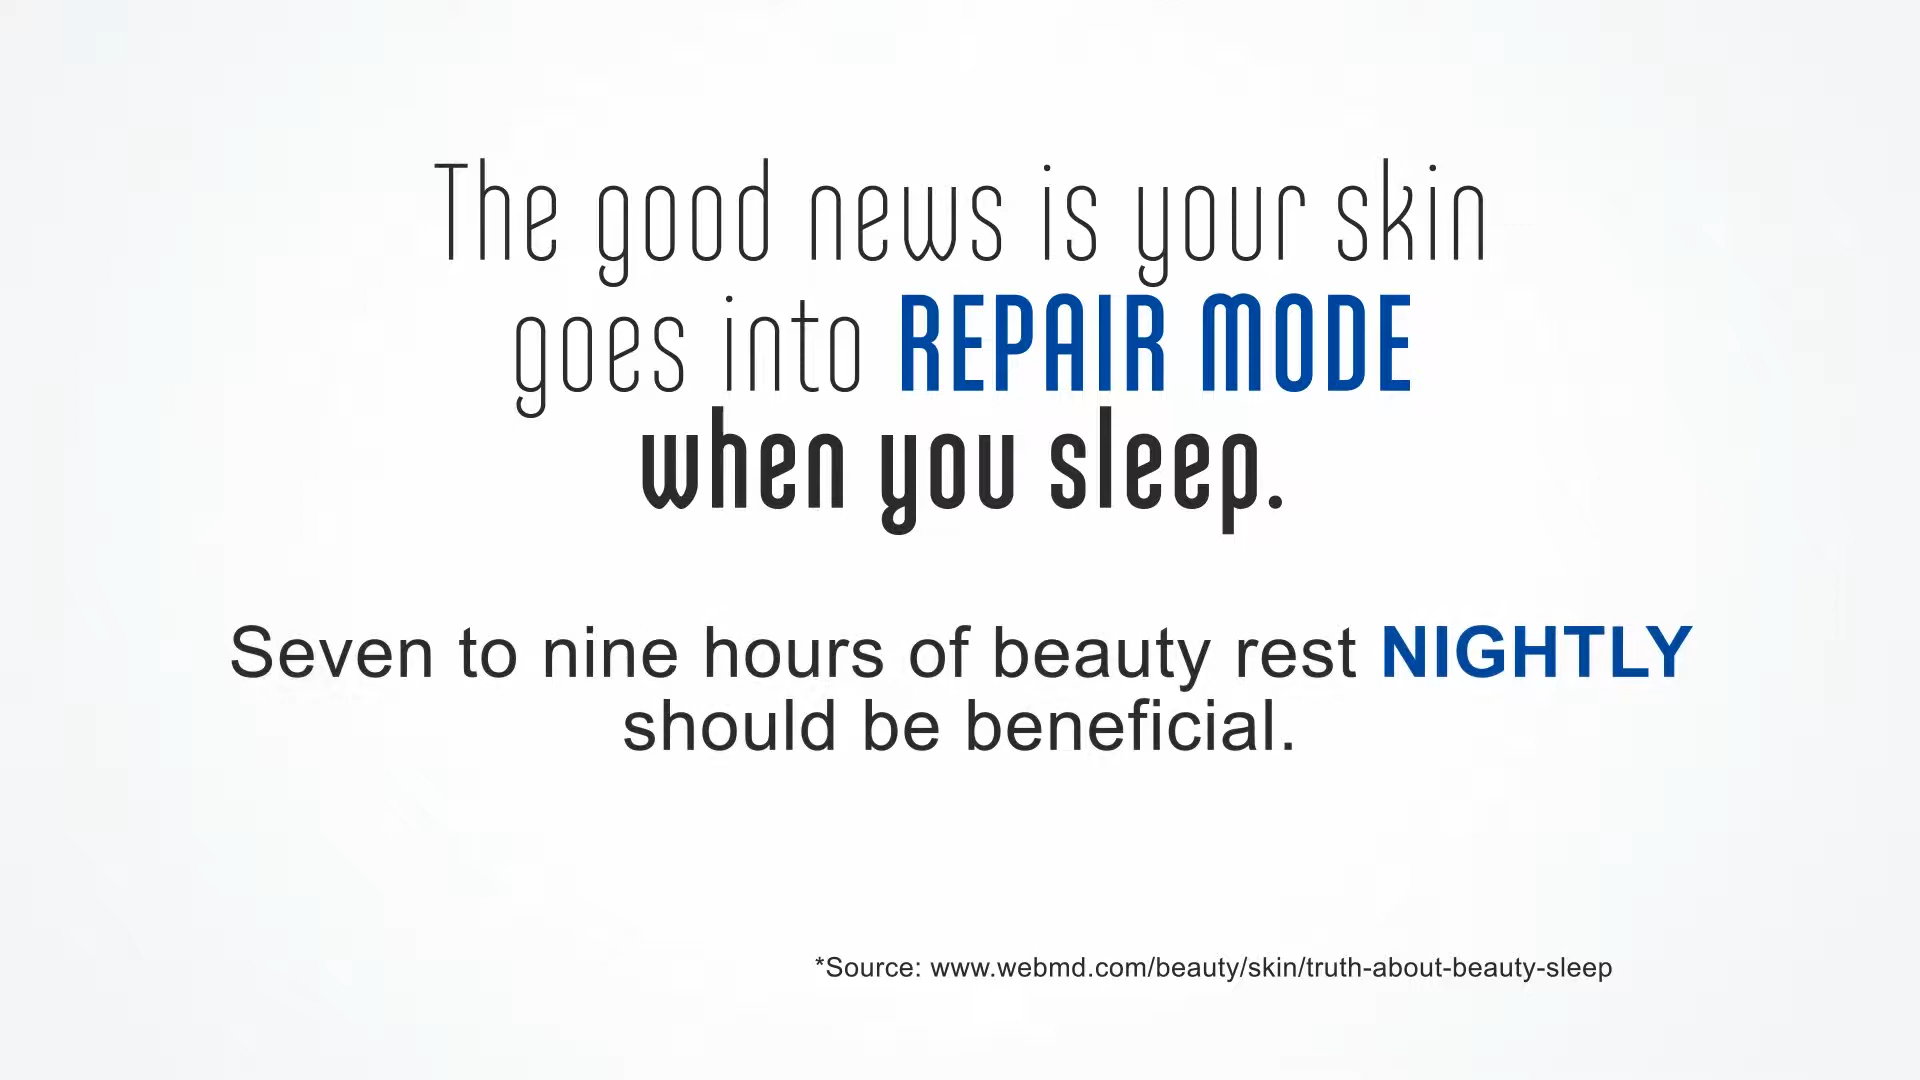 The good news is your skin
goes into REPAIR MODE
when you sleep.
Seven to nine hours of beauty rest NIGHTLY
should be beneficial.
*Source: www.webmd.com/beauty/skin/truth-about-beauty-sleep